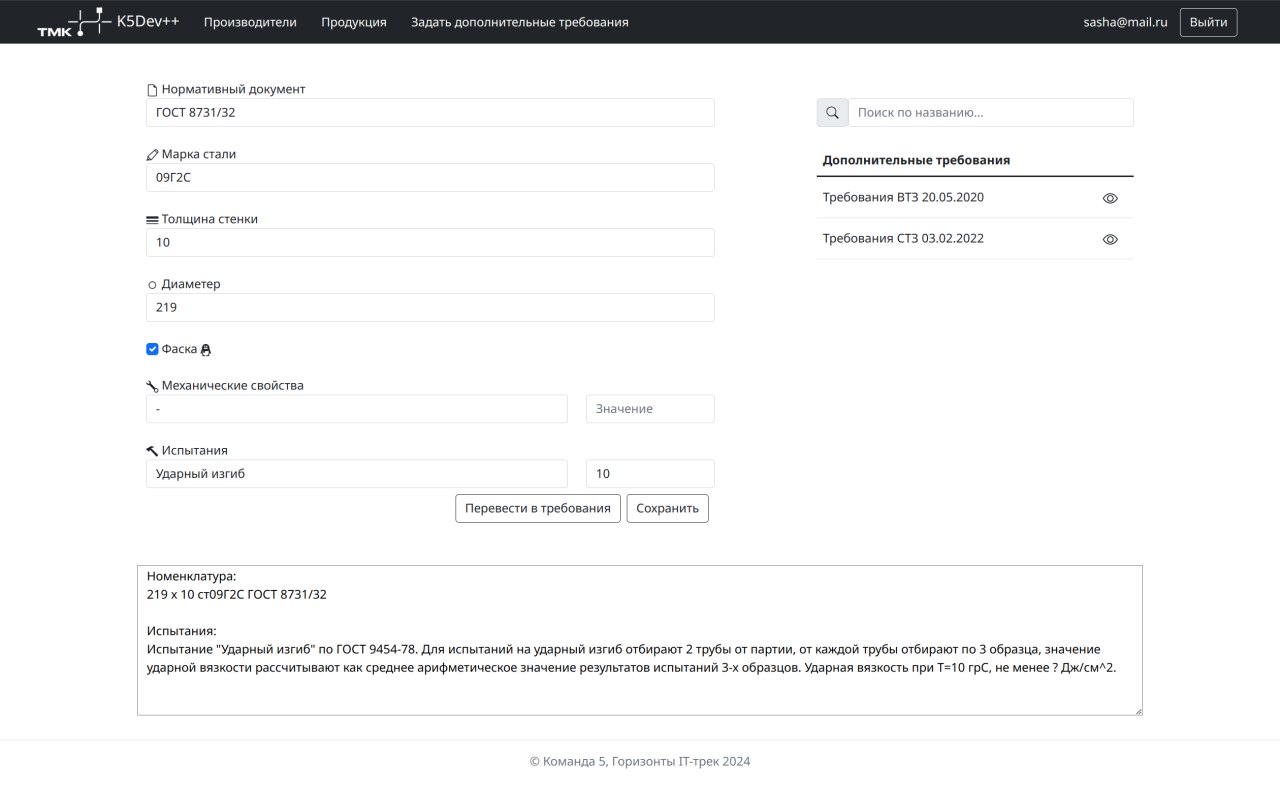 ТМК K5Dev++ Производители Продукция Задать дополнительные требования sasha@mail.ru Выйти
Нормативный документ
ГОСТ 8731/32
Марка стали
09Г2С
Толщина стенки
10
Диаметр
219
Фаска
Механические свойства
- Значение
Испытания
Ударный изгиб 10
Перевести в требования Сохранить
Поиск по названию...
Дополнительные требования
Требования ВТЗ 20.05.2020
Требования СТЗ 03.02.2022
Номенклатура:
219 x 10 ст09Г2С ГОСТ 8731/32
Испытания:
Испытание "Ударный изгиб" по ГОСТ 9454-78. Для испытаний на ударный изгиб отбирают 2 трубы от партии, от каждой трубы отбирают по 3 образца, значение
ударной вязкости рассчитывают как среднее арифметическое значение результатов испытаний 3-х образцов. Ударная вязкость при Т=10 грС, не менее ? Дж/см^2.
© Команда 5, Горизонты IT-трек 2024